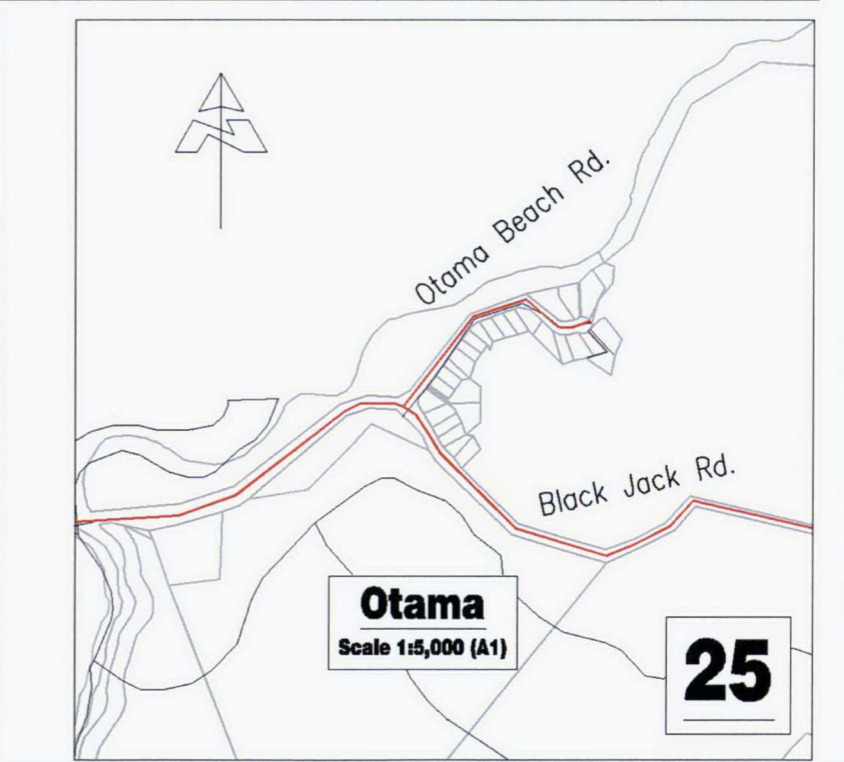 Otama Beach Rd.
Black Jack Rd.
Otama
Scale 1:5,000 (A1)
25